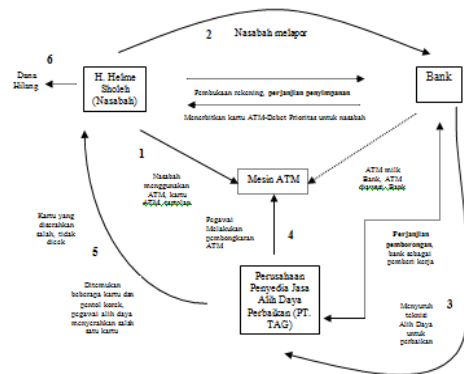 6
2 Nasabah melapor
Dana
Hilang
H. Helme
Sholeh
(Nasabah)
Bank
Pembukaan rekening, perjanjian penyimpanan
Menerbitkan kartu ATM-Debet Prioritas untuk nasabah
1
Nasabah
menggunakan
ATM, kartu
ATM tertelan
Mesin ATM
ATM milk
Bank, ATM
Bank
Kartu yang
diserahkan
salah, tidak
dicek
Pegawai
Melakukan
pembongkaran
ATM
4
Perjanjian
pemborongan,
bank sebagai
pemberi kerja
5
Ditemukan
beberapa kartu dan
pentol korek,
pegawai alih daya
menyerahkan salah
satu kartu
Perusahaan
Penyedia Jasa
Alih Daya
Perbaikan (PT.
TAG)
3
Menyuruh
teknisi
Alih Daya
untuk
perbaikan